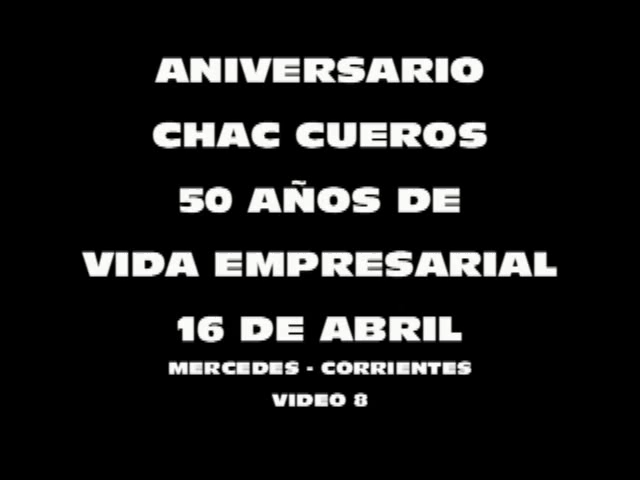 ANIVERSARIO
CHAC CUEROS
50 AÑOS DE
VIDA EMPRESARIAL
16 DE ABRIL
MERCEDES - CORRIENTES
VIDEO 8